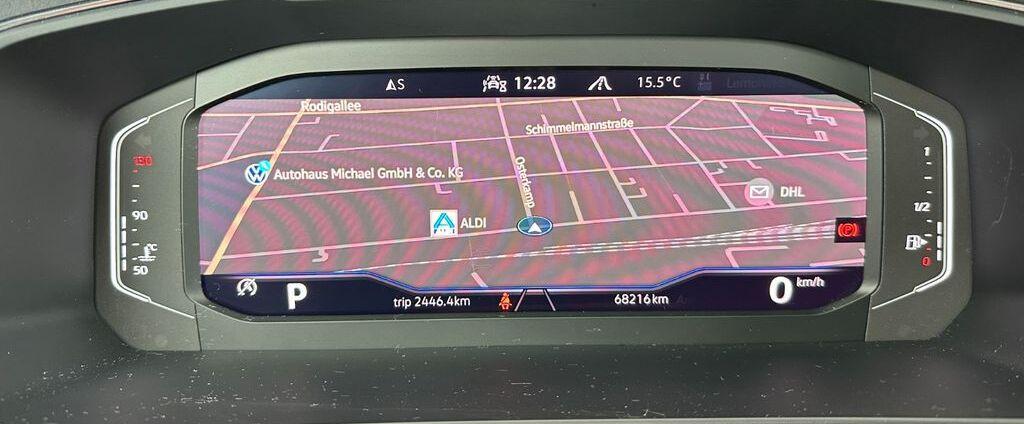 S 12:28 15.5°C
Rodigallee
Schimmelmannstraße
Osterkamp
Autohaus Michael GmbH & Co. KG
DHL
ALDI
130
90
°C
50
1
1/2
0
(P)
P
trip 2446.4km
68216km
0 km/h